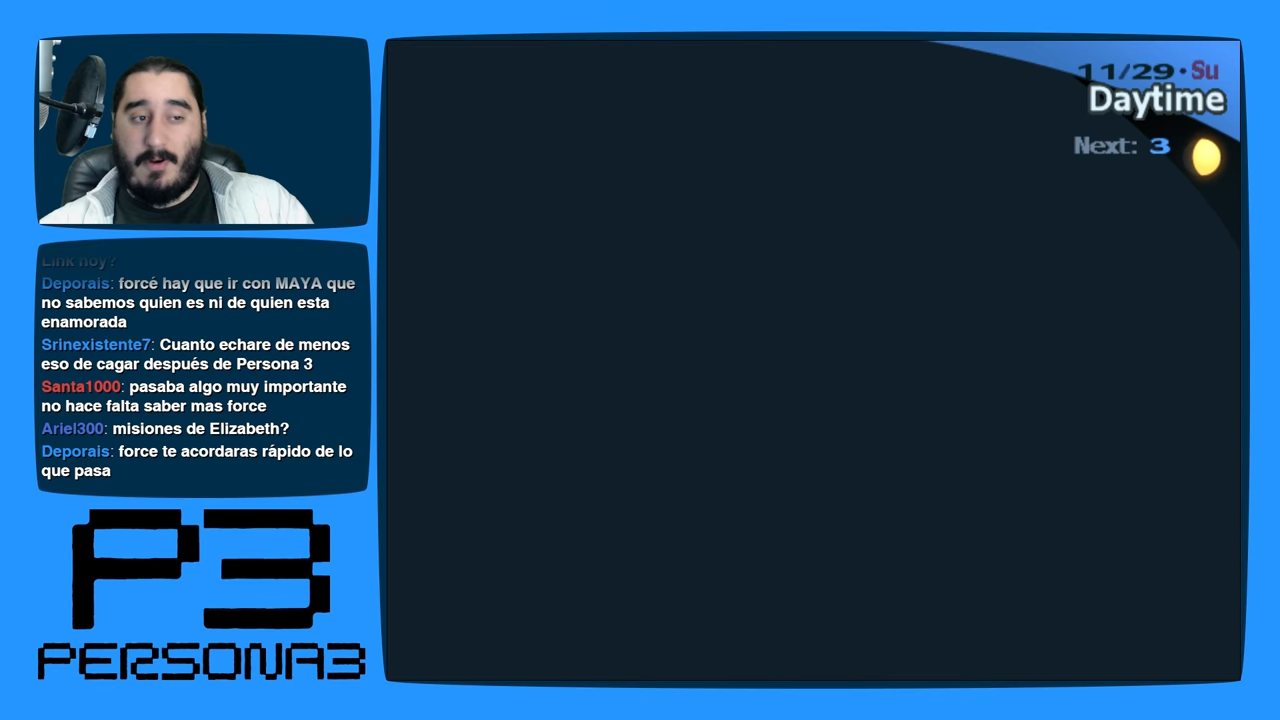 11/29・Su
Daytime
Next: 3
Link hoy?
Deporais: forcé hay que ir con MAYA que
no sabemos quien es ni de quien esta
enamorada
Srinexistente7: Cuanto echare de menos
eso de cagar después de Persona 3
Santa1000: pasaba algo muy importante
no hace falta saber mas force
Ariel300: misiones de Elizabeth?
Deporais: force te acordaras rápido de lo
que pasa
P3
PERSONA3